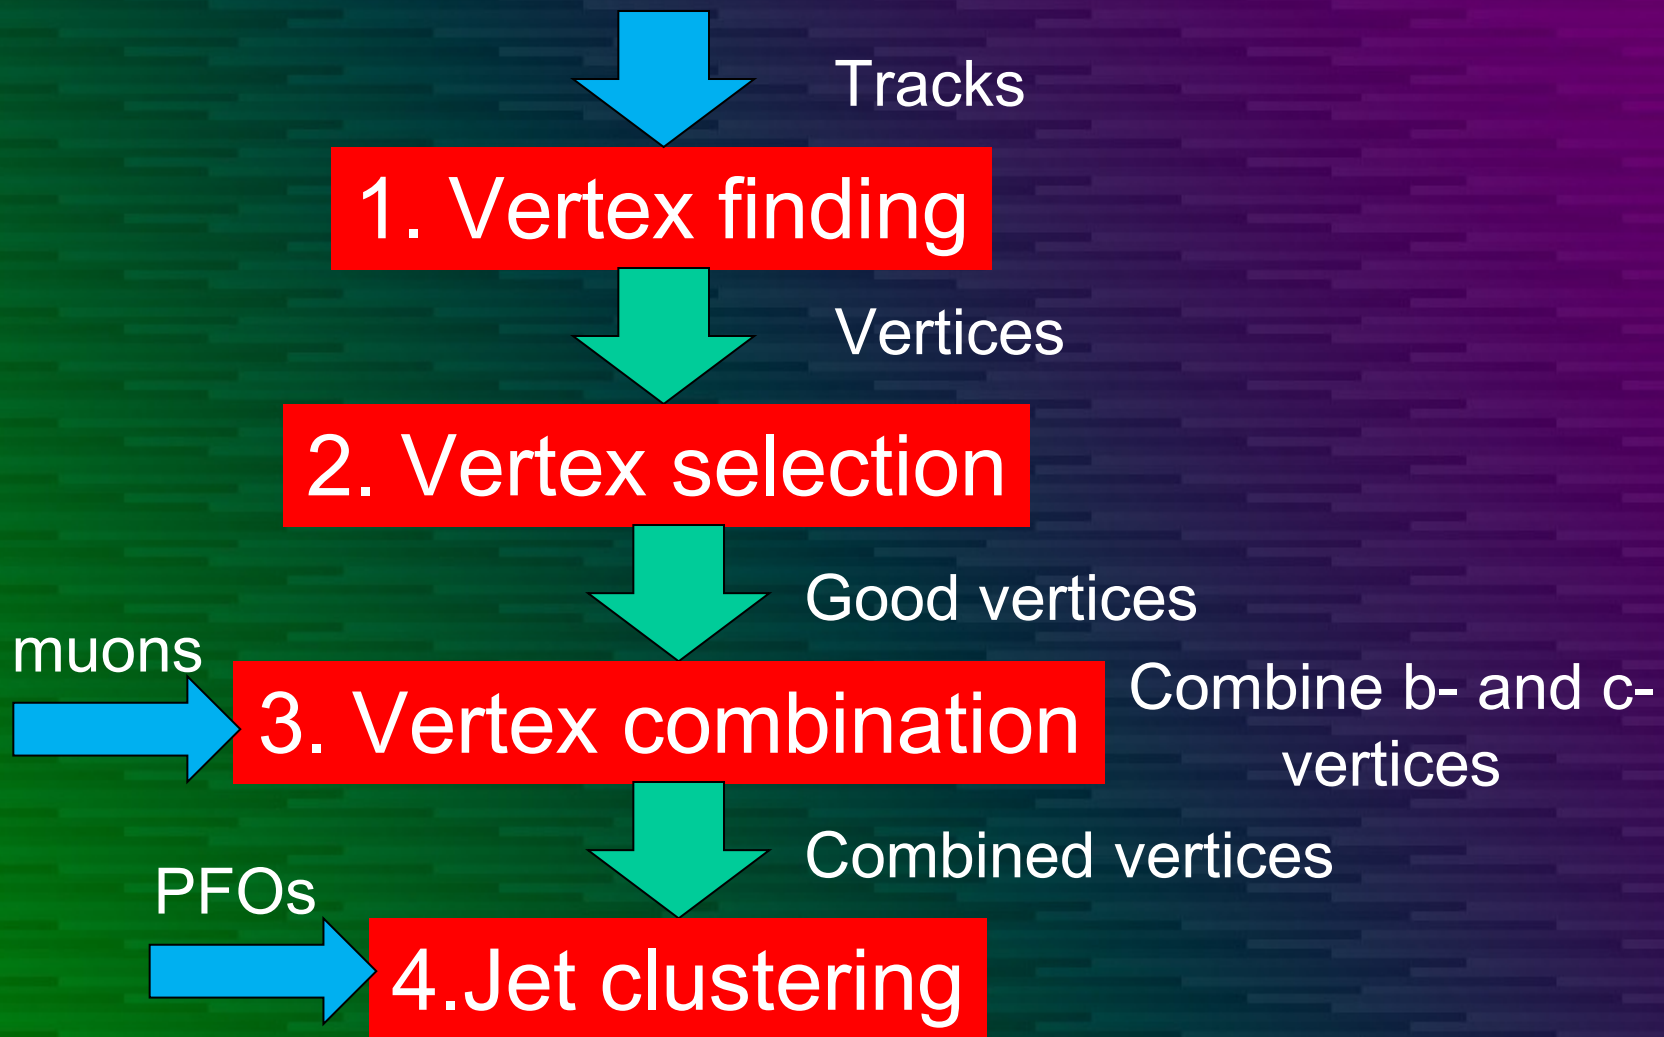 Tracks
1. Vertex finding
Vertices
2. Vertex selection
Good vertices
muons
3. Vertex combination
Combine b- and c-
vertices
Combined vertices
PFOs
4.Jet clustering